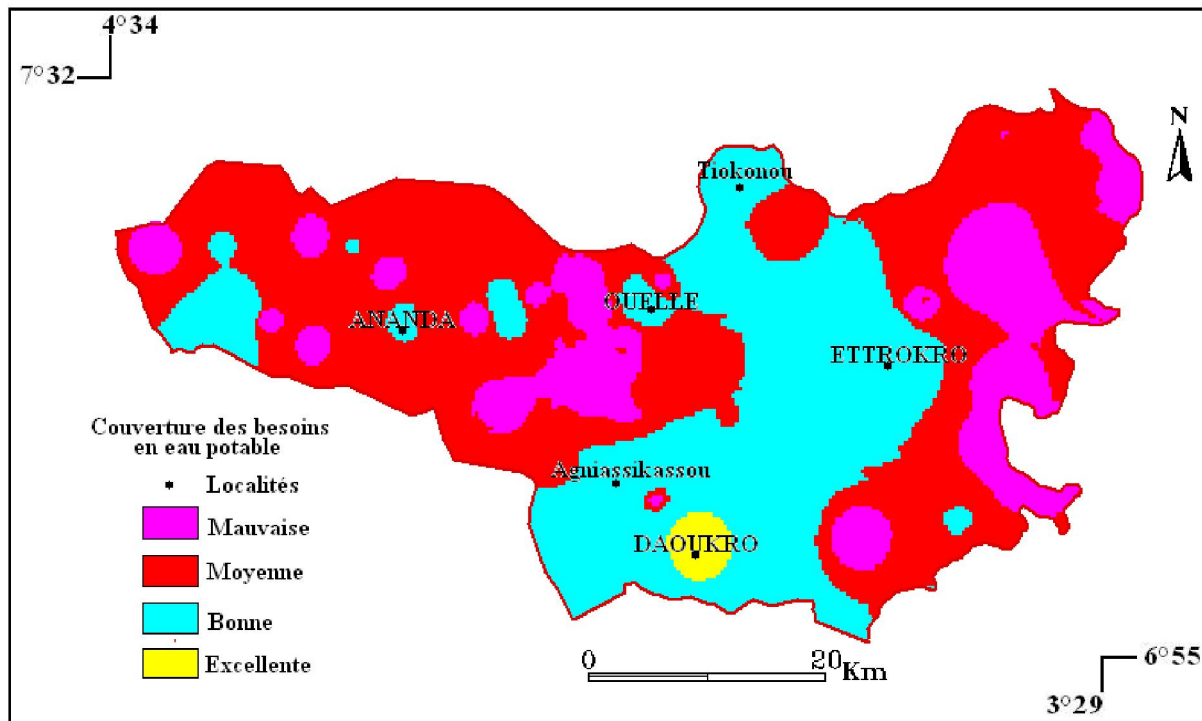 4°34
7°32
N
Tiokonou
OUELLE
ANANDA
ETTROKRO
Couverture des besoins
en eau potable
Agniassikassou
Localités
Mauvaise
DAOUKRO
Moyenne
Bonne
Excellente
0 20 Km
6°55
3°29